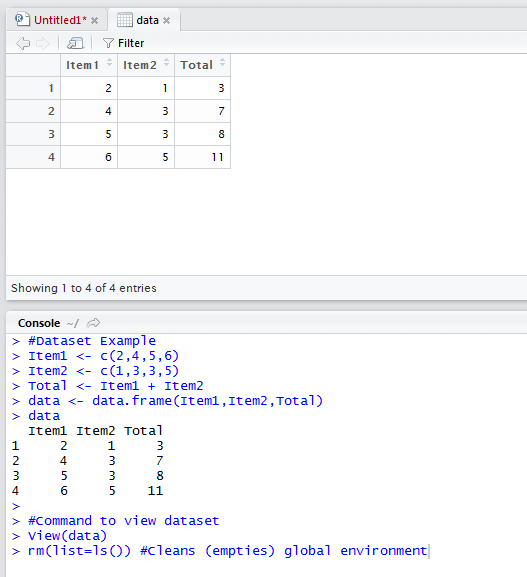 Untitled1* × data ×
Filter
Item1 Item2 Total
1 2 1 3
2 4 3 7
3 5 3 8
4 6 5 11
Showing 1 to 4 of 4 entries
Console ~/
> #Dataset Example
> Item1 <- c(2,4,5,6)
> Item2 <- c(1,3,3,5)
> Total <- Item1 + Item2
> data <- data.frame(Item1,Item2,Total)
> data
Item1 Item2 Total
1 2 1 3
2 4 3 7
3 5 3 8
4 6 5 11
>
> #Command to view dataset
> View(data)
> rm(list=ls()) #Cleans (empties) global environment